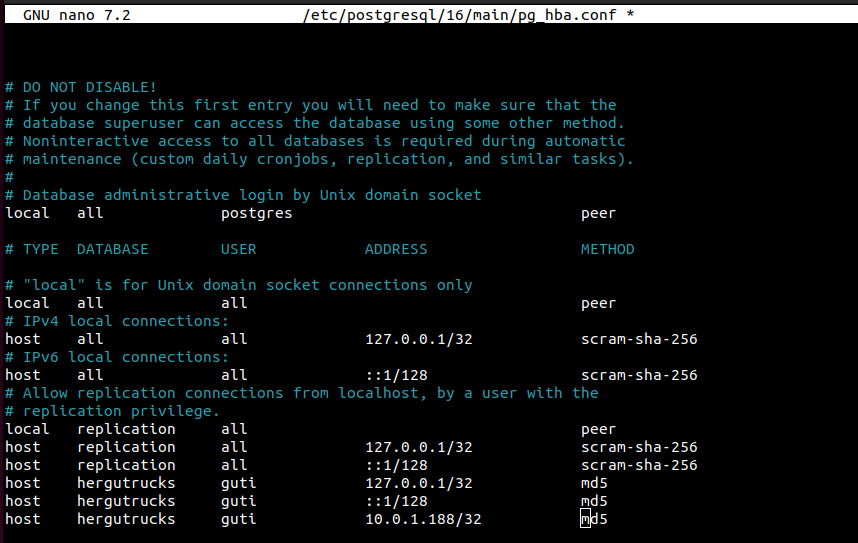 GNU nano 7.2 /etc/postgresql/16/main/pg_hba.conf *
# DO NOT DISABLE!
# If you change this first entry you will need to make sure that the
# database superuser can access the database using some other method.
# Noninteractive access to all databases is required during automatic
# maintenance (custom daily cronjobs, replication, and similar tasks).
#
# Database administrative login by Unix domain socket
local   all             postgres                                peer
# TYPE  DATABASE        USER            ADDRESS                 METHOD
# "local" is for Unix domain socket connections only
local   all             all                                     peer
# IPv4 local connections:
host    all             all             127.0.0.1/32            scram-sha-256
# IPv6 local connections:
host    all             all             ::1/128                 scram-sha-256
# Allow replication connections from localhost, by a user with the
# replication privilege.
local   replication     all                                     peer
host    replication     all             127.0.0.1/32            scram-sha-256
host    replication     all             ::1/128                 scram-sha-256
host    hergutrucks     guti            127.0.0.1/32            md5
host    hergutrucks     guti            ::1/128                 md5
host    hergutrucks     guti            10.0.1.188/32           md5